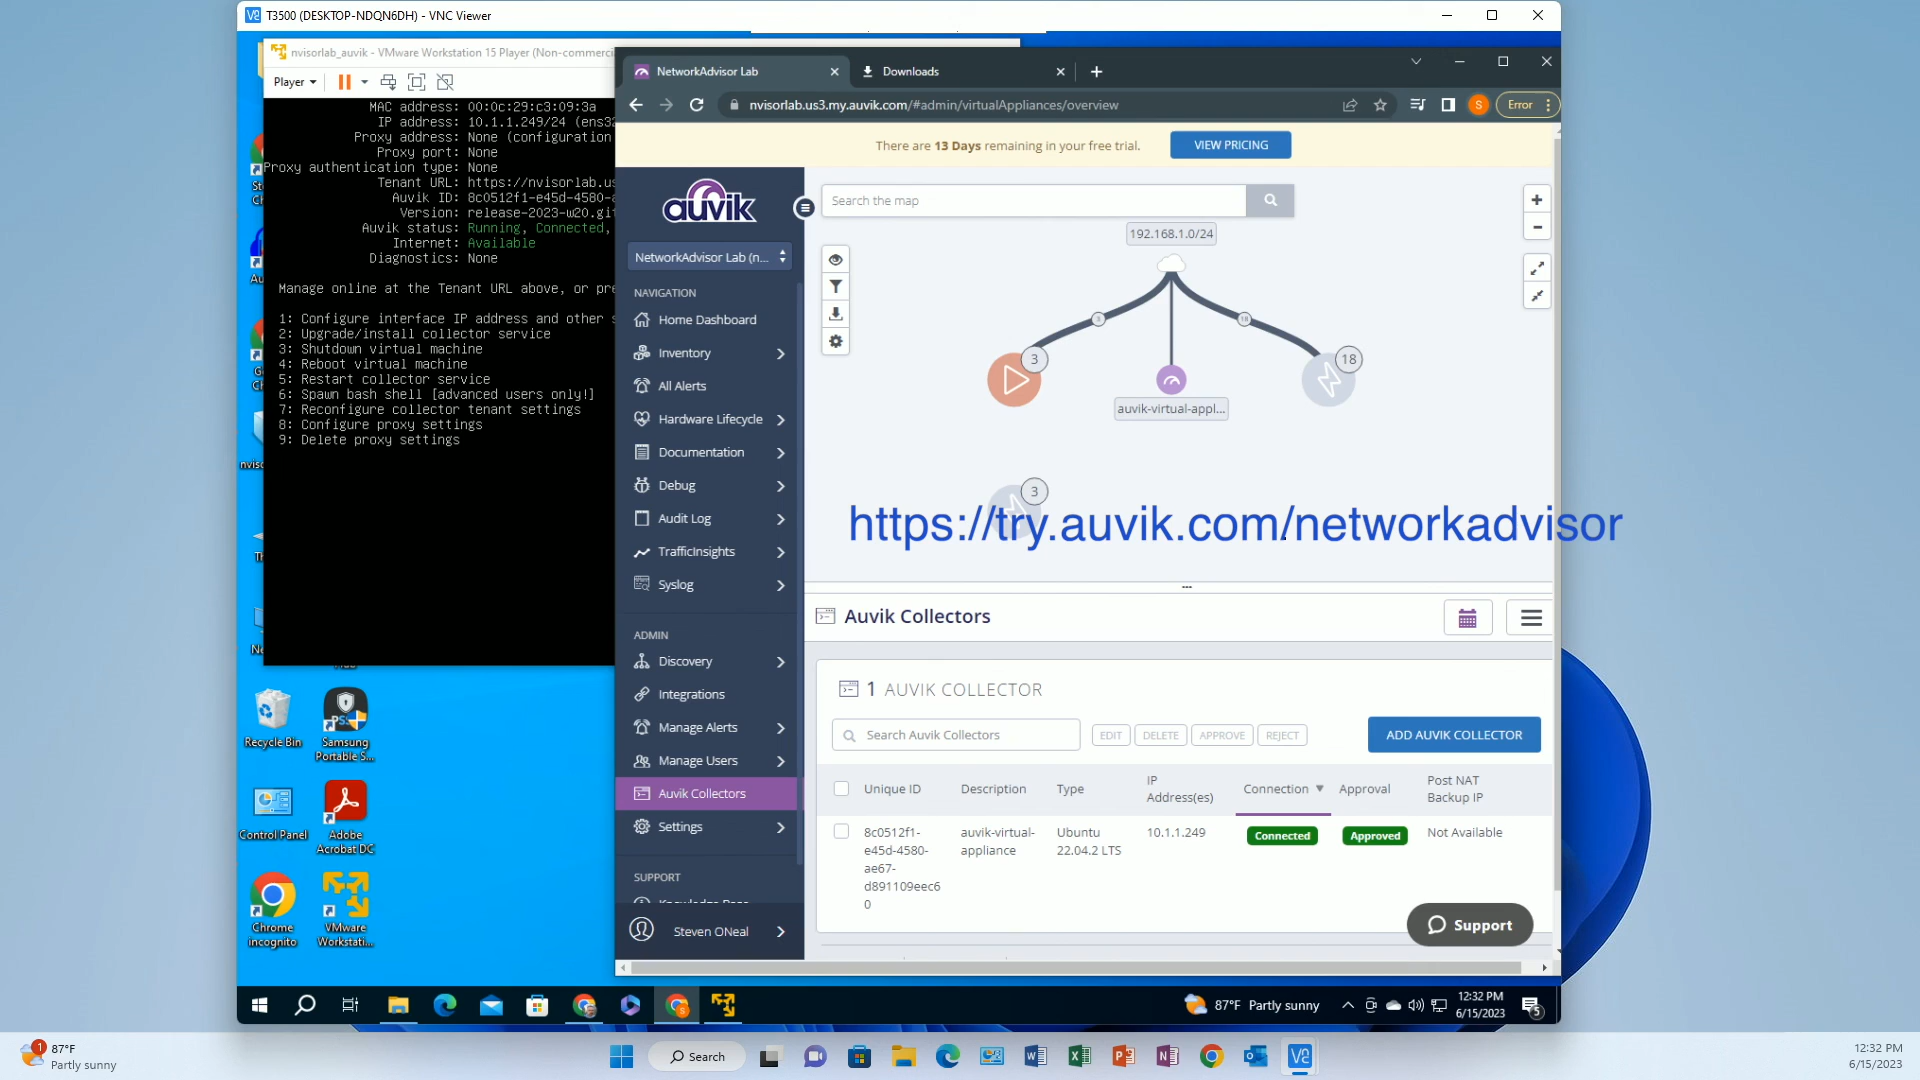 T3500 (DESKTOP-NDQN6DH) - VNC Viewer
nvisorlab_auvik - VMware Workstation 15 Player (Non-commerci
Player
MAC address: 00:0c:29:c3:09:3a
IP address: 10.1.1.249/24 (ens32
Proxy address: None (configuration
Proxy port: None
Proxy authentication type: None
Tenant URL: https://nvisorlab.us
Auvik ID: 8c0512f1-e45d-4580-a
Version: release-2023-w20.git
Auvik status: Running, Connected,
Internet: Available
Diagnostics: None
Manage online at the Tenant URL above, or pre
1: Configure interface IP address and other s
2: Upgrade/install collector service
3: Shutdown virtual machine
4: Reboot virtual machine
5: Restart collector service
6: Spawn bash shell [advanced users only!]
7: Reconfigure collector tenant settings
8: Configure proxy settings
9: Delete proxy settings
NetworkAdvisor Lab
Downloads
nvisorlab.us3.my.auvik.com/#admin/virtualAppliances/overview
S
Error
There are 13 Days remaining in your free trial.
VIEW PRICING
auvik
NetworkAdvisor Lab (n...
NAVIGATION
Home Dashboard
Inventory
All Alerts
Hardware Lifecycle
Documentation
Debug
Audit Log
TrafficInsights
Syslog
ADMIN
Discovery
Integrations
Manage Alerts
Manage Users
Auvik Collectors
Settings
SUPPORT
Steven ONeal
Search the map
192.168.1.0/24
3
18
3
18
auvik-virtual-appl...
3
https://try.auvik.com/networkadvisor
Auvik Collectors
1 AUVIK COLLECTOR
Search Auvik Collectors
EDIT
DELETE
APPROVE
REJECT
ADD AUVIK COLLECTOR
Unique ID
Description
Type
IP Address(es)
Connection
Approval
Post NAT Backup IP
8c0512f1-
e45d-4580-
ae67-
d891109eec6
0
auvik-virtual-
appliance
Ubuntu
22.04.2 LTS
10.1.1.249
Connected
Approved
Not Available
Support
Recycle Bin
Samsung
Portable S...
Control Panel
Adobe
Acrobat DC
Chrome
incognito
VMware
Workstati...
87°F Partly sunny
12:32 PM
6/15/2023
5
1
87°F
Partly sunny
Search
12:32 PM
6/15/2023